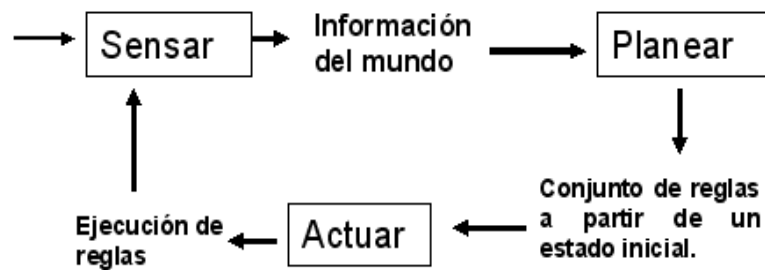 Sensar
Información
del mundo
Planear
Conjunto de reglas
a partir de un
estado inicial.
Actuar
Ejecución de
reglas